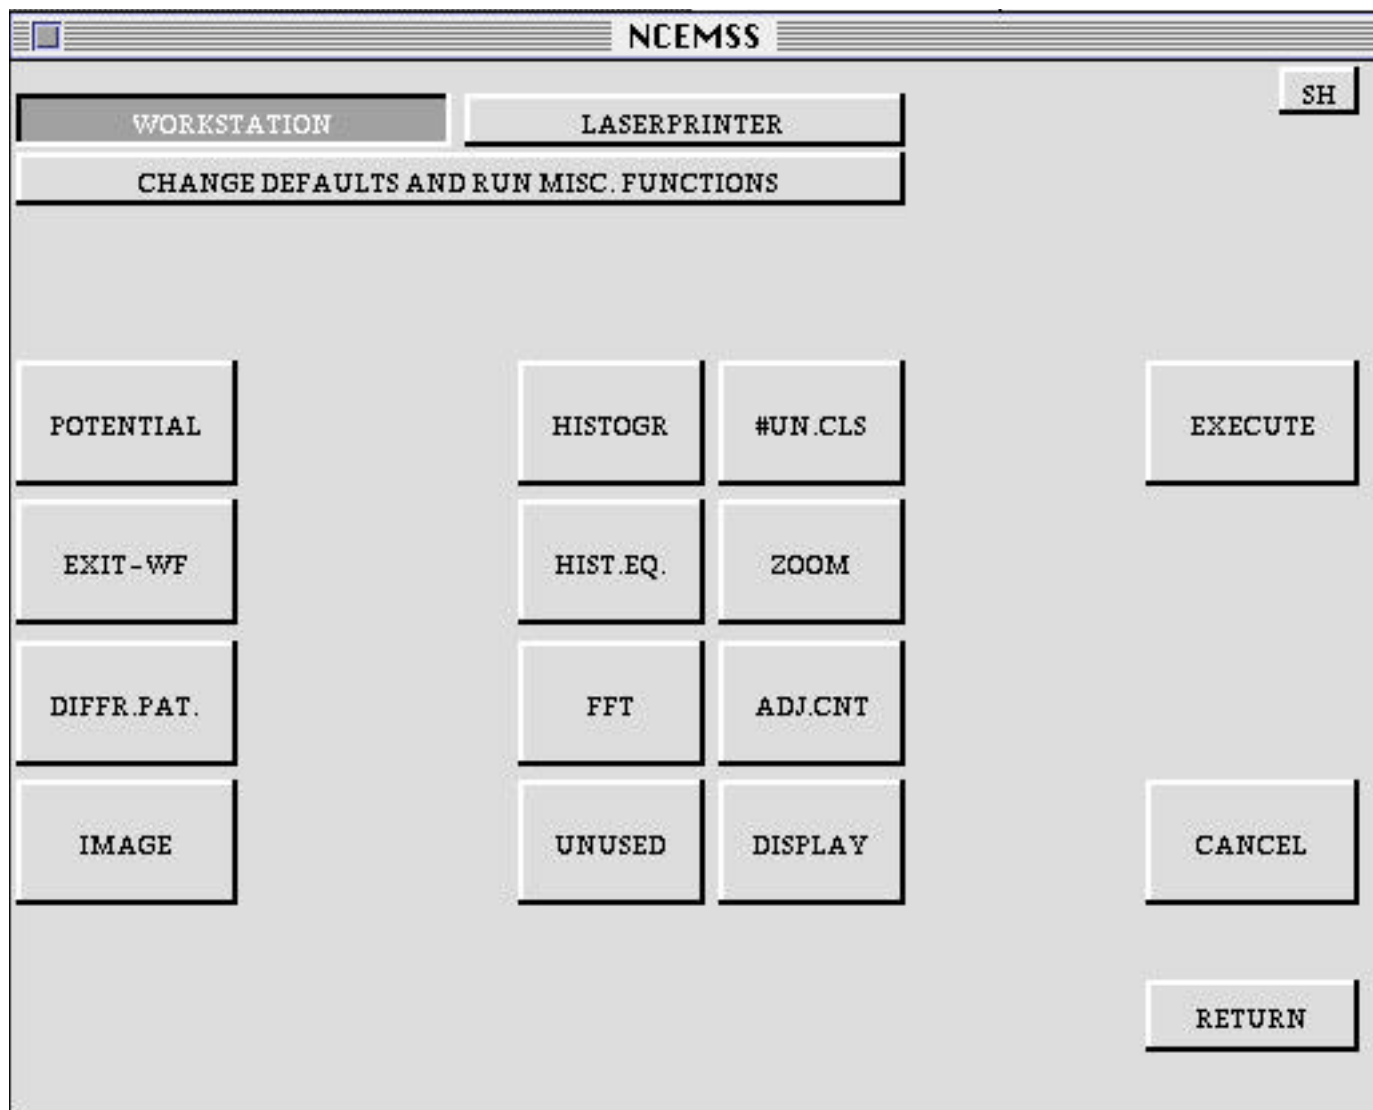 NCEMSS
SH
WORKSTATION LASERPRINTER
CHANGE DEFAULTS AND RUN MISC. FUNCTIONS
POTENTIAL HISTOGR #UN.CLS EXECUTE
EXIT-WF HIST.EQ. ZOOM
DIFFR.PAT. FFT ADJ.CNT
IMAGE UNUSED DISPLAY CANCEL
RETURN